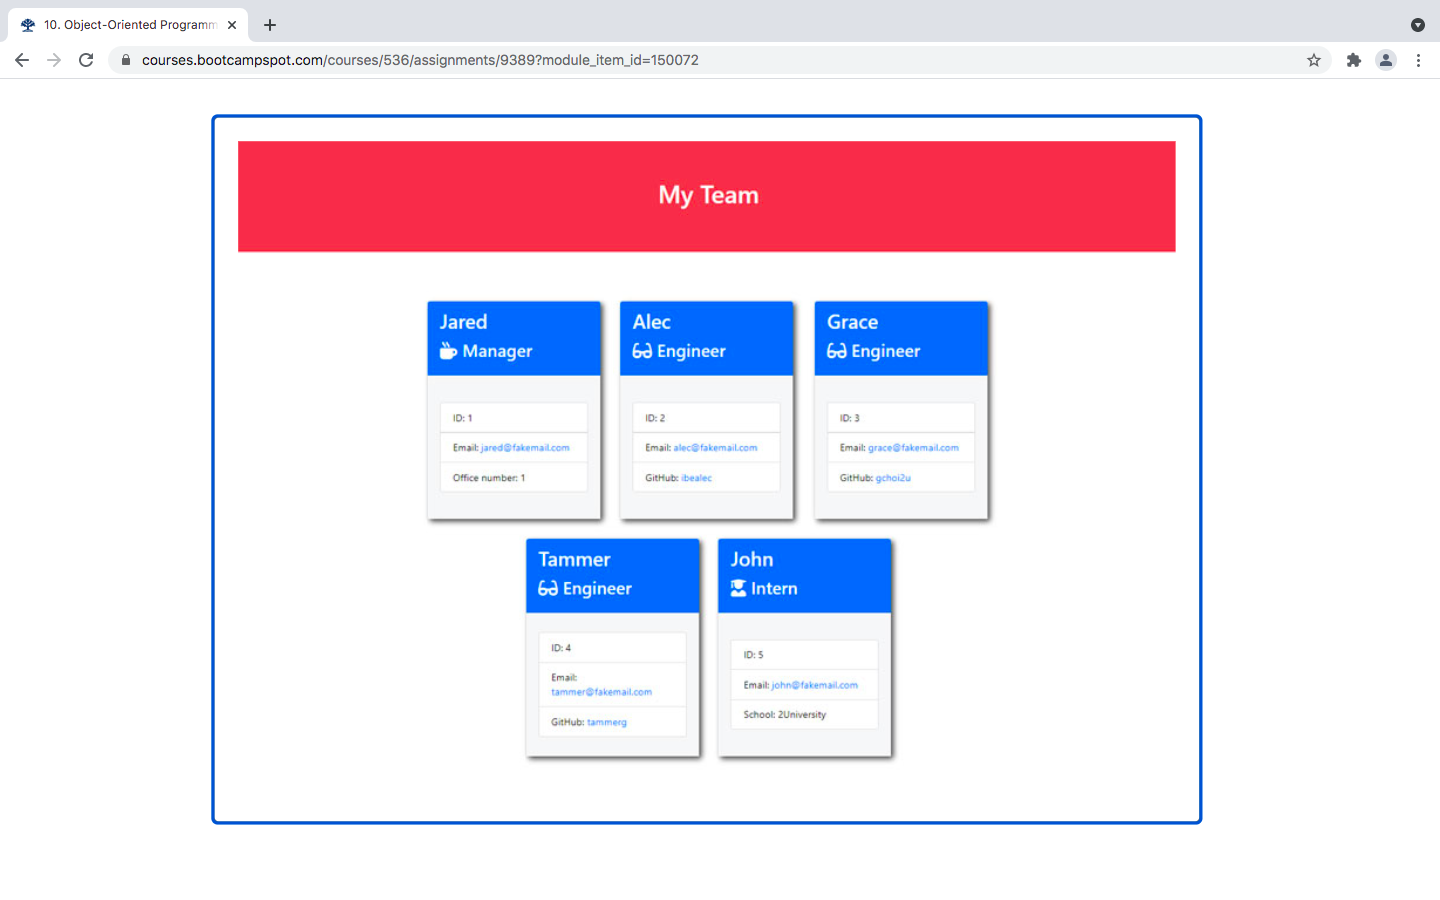 10. Object-Oriented Programm
courses.bootcampspot.com/courses/536/assignments/9389?module_item_id=150072
My Team
Jared
Manager
ID: 1
Email: jared@fakemail.com
Office number: 1
Alec
Engineer
ID: 2
Email: alec@fakemail.com
GitHub: ibealec
Grace
Engineer
ID: 3
Email: grace@fakemail.com
GitHub: gchoi2u
Tammer
Engineer
ID: 4
Email:
tammer@fakemail.com
GitHub: tammerg
John
Intern
ID: 5
Email: john@fakemail.com
School: 2University